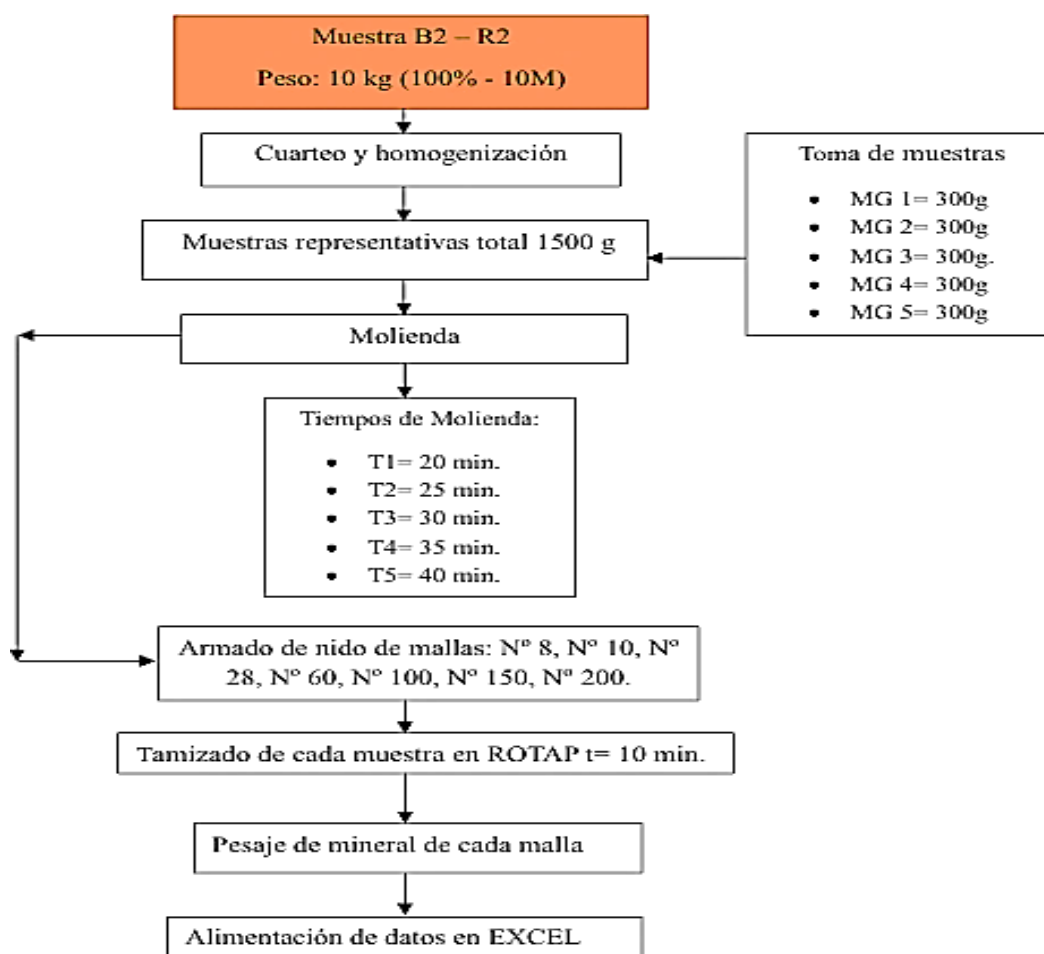 Muestra B2 – R2
Peso: 10 kg (100% - 10M)
Cuarteo y homogenización
Toma de muestras
• MG 1= 300g
• MG 2= 300g
• MG 3= 300g.
• MG 4= 300g
• MG 5= 300g
Muestras representativas total 1500 g
Molienda
Tiempos de Molienda:
• T1= 20 min.
• T2= 25 min.
• T3= 30 min.
• T4= 35 min.
• T5= 40 min.
Armado de nido de mallas: Nº 8, Nº 10, Nº
28, Nº 60, Nº 100, Nº 150, Nº 200.
Tamizado de cada muestra en ROTAP t= 10 min.
Pesaje de mineral de cada malla
Alimentación de datos en EXCEL